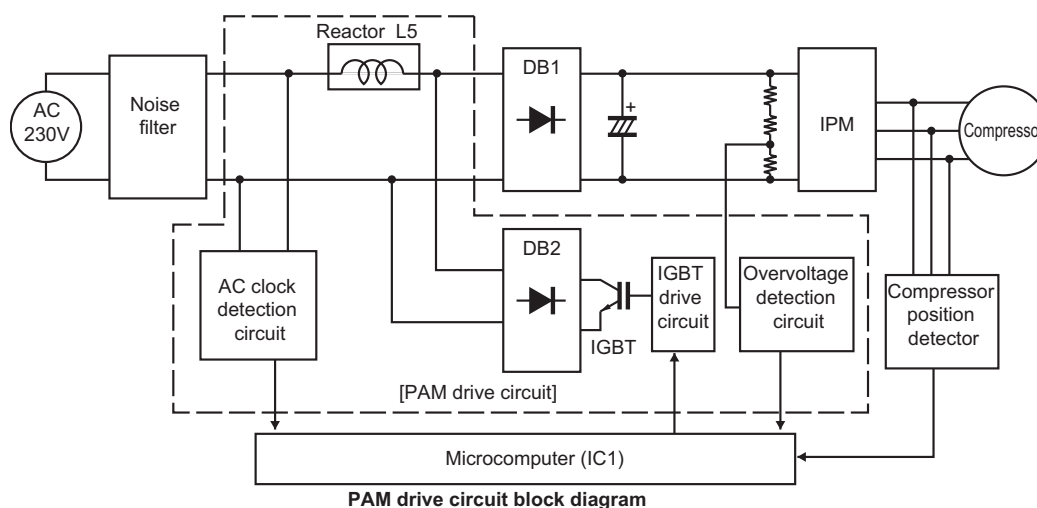 Reactor L5
AC
230V
Noise
filter
DB1
+
IPM
Compressor
AC clock
detection
circuit
DB2
IGBT
IGBT
drive
circuit
Overvoltage
detection
circuit
Compressor
position
detector
[PAM drive circuit]
Microcomputer (IC1)
PAM drive circuit block diagram